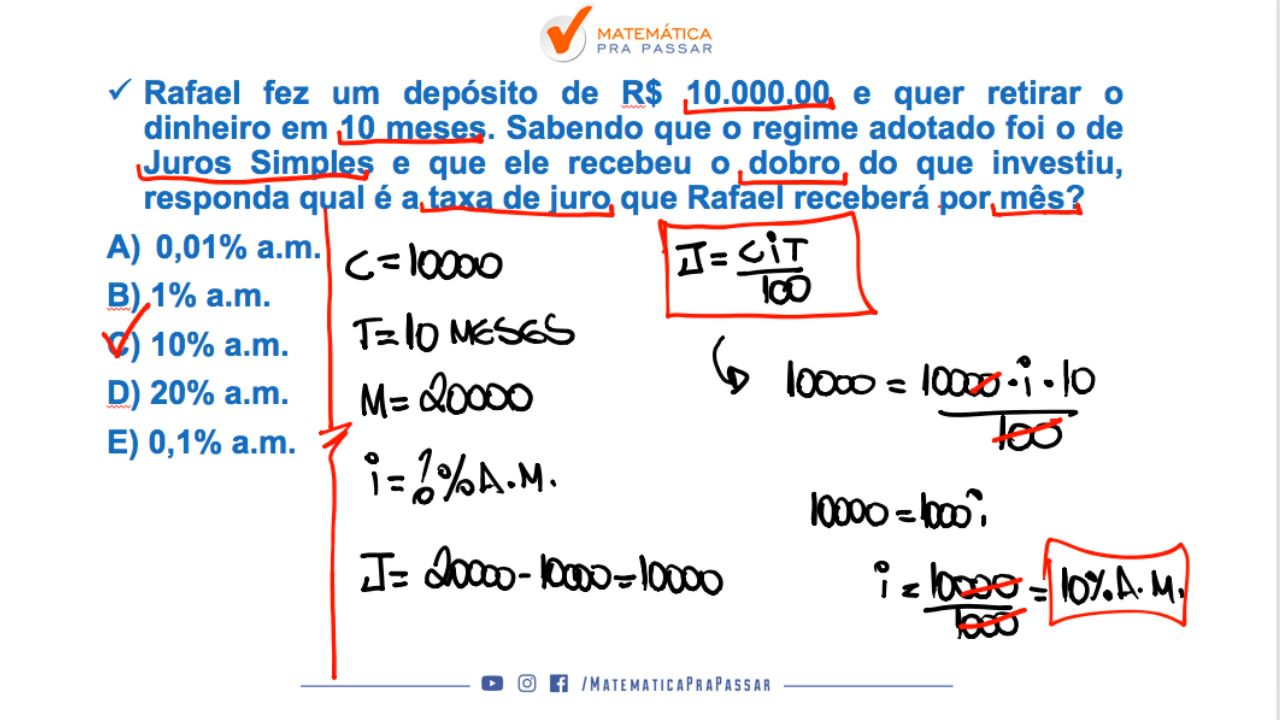 MATEMÁTICA
PRA PASSAR
✓ Rafael fez um depósito de R$ 10.000,00, e quer retirar o
dinheiro em 10 meses. Sabendo que o regime adotado foi o de
Juros Simples e que ele recebeu o dobro do que investiu,
responda qual é a taxa de juro que Rafael receberá por mês?
A) 0,01% a.m.
B) 1% a.m.
C) 10% a.m.
D) 20% a.m.
E) 0,1% a.m.
C = 10000
T = 10 MESES
M = 20000
i = ?% A.M.
J = 20000 - 10000 = 10000
J = CiT
100
10000 = 10000 · i · 10
100
10000 = 1000i
i = 10000 = 10% A.M.
1000
/MATEMATICAPRAPASSAR